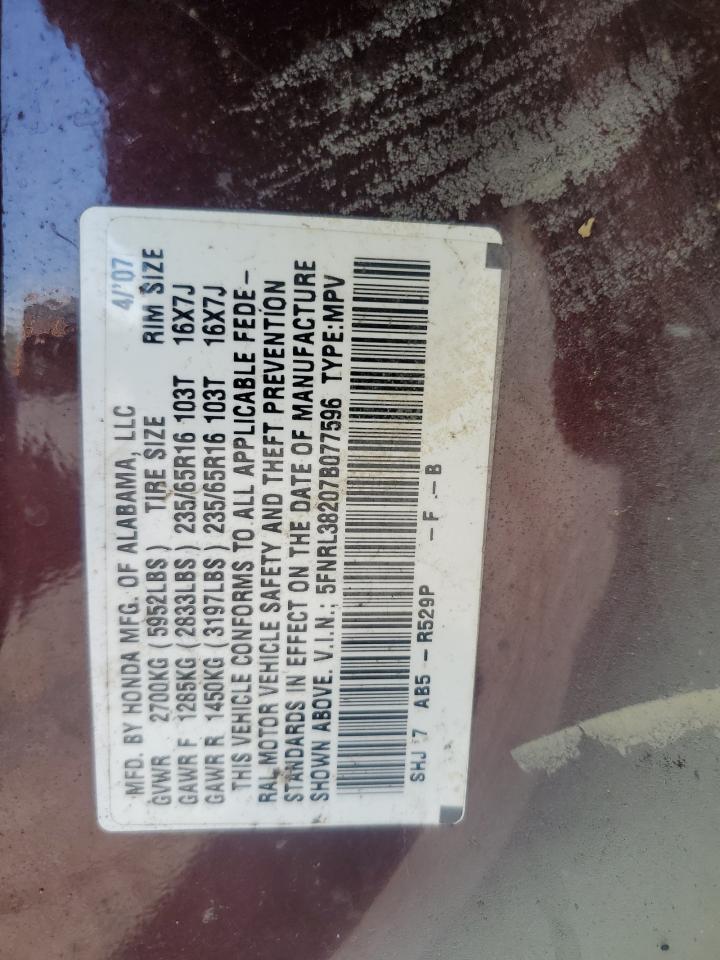 MFD. BY HONDA MFG. OF ALABAMA, LLC 4/'07
GVWR 2700KG (5952LBS) TIRE SIZE RIM SIZE
GAWR F 1285KG (2833LBS) 235/65R16 103T 16X7J
GAWR R 1450KG (3197LBS) 235/65R16 103T 16X7J
THIS VEHICLE CONFORMS TO ALL APPLICABLE FEDE-
RAL MOTOR VEHICLE SAFETY AND THEFT PREVENTION
STANDARDS IN EFFECT ON THE DATE OF MANUFACTURE
SHOWN ABOVE. V.I.N.: 5FNRL38207B077596 TYPE:MPV
SHJ 7 AB5 -R529P -F -B